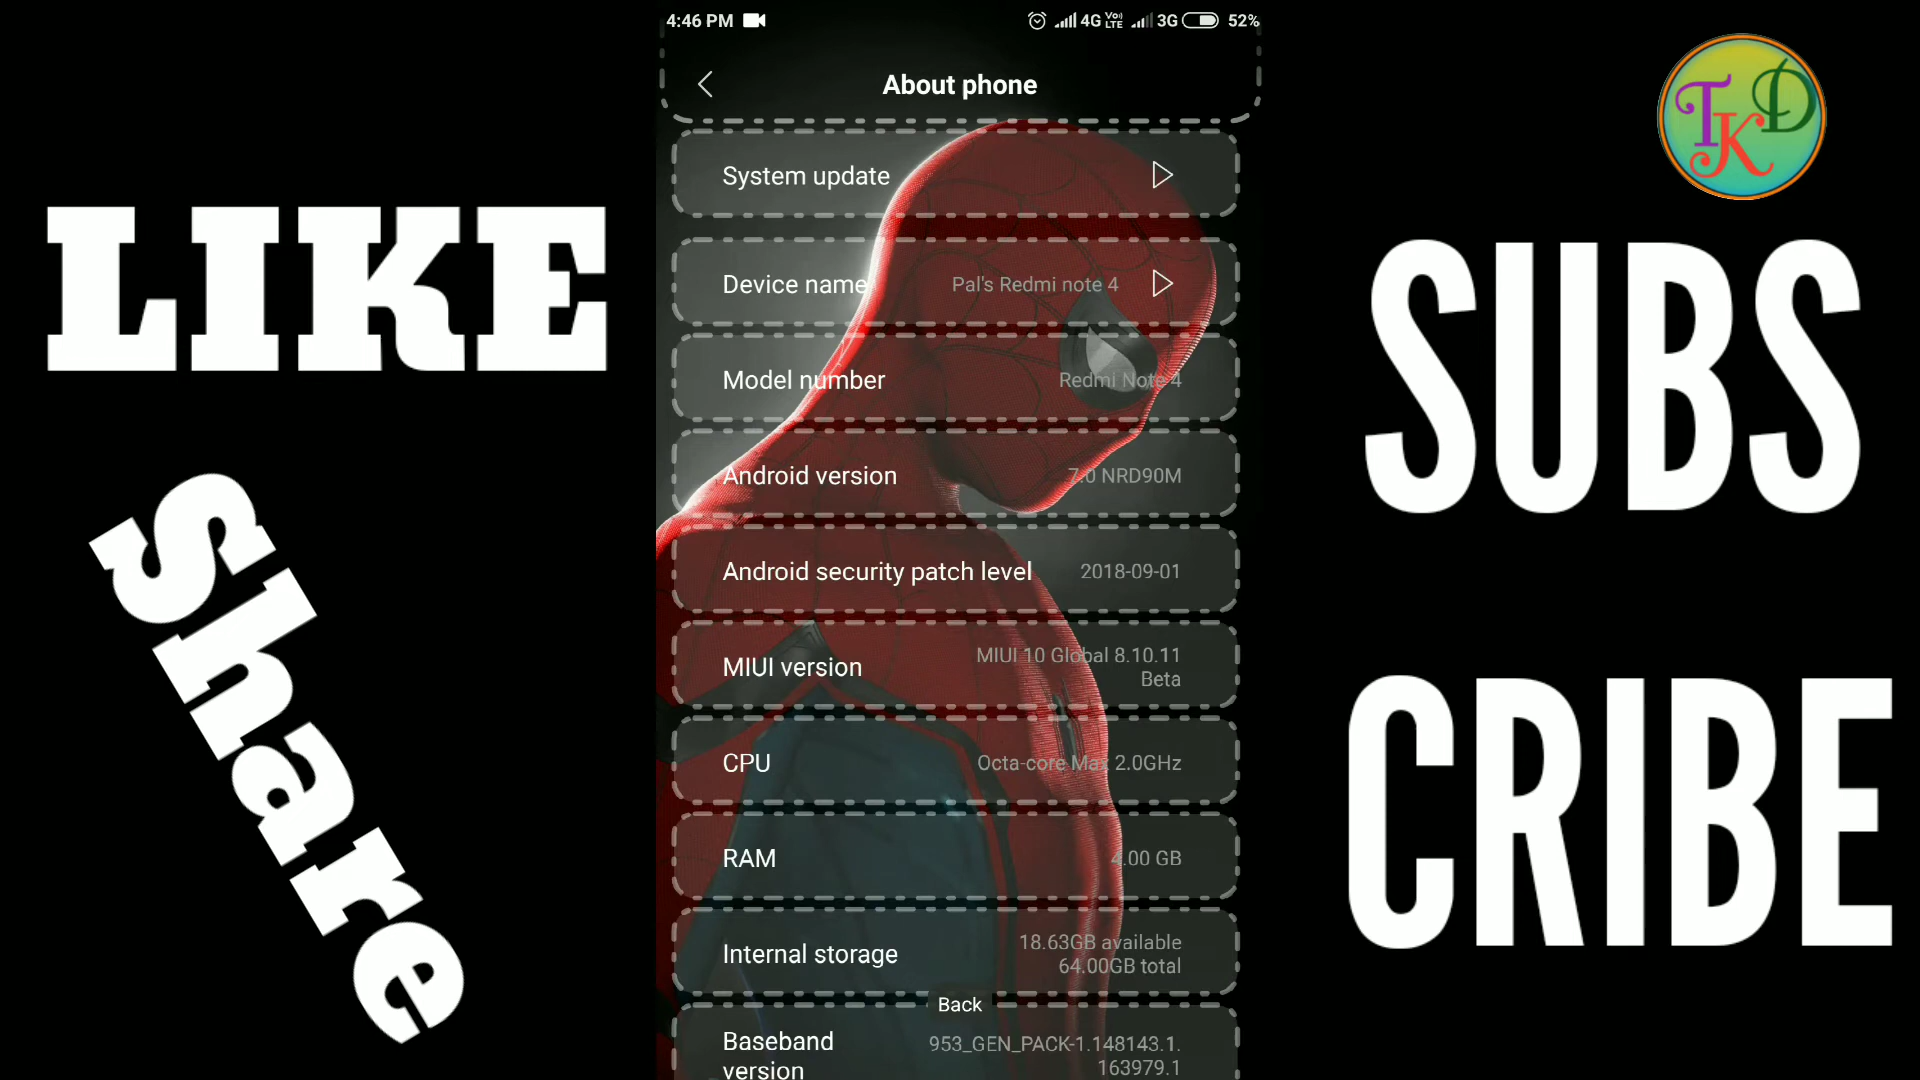 4:46 PM 4G VoLTE 3G 52%
About phone
TKD
LIKE
Share
System update
Device name Pal's Redmi note 4
Model number Redmi Note 4
Android version 7.0 NRD90M
Android security patch level 2018-09-01
MIUI version MIUI 10 Global 8.10.11
Beta
CPU Octa-core Max 2.0GHz
RAM 4.00 GB
Internal storage 18.63GB available
64.00GB total
Back
Baseband 953_GEN_PACK-1.148143.1.
version 163979.1
SUBS
CRIBE